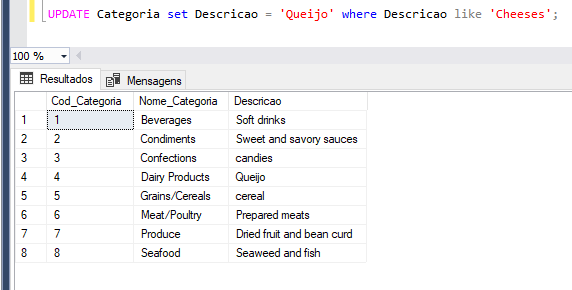 UPDATE Categoria set Descricao = 'Queijo' where Descricao like 'Cheeses';
100 %
Resultados Mensagens
Cod_Categoria Nome_Categoria Descricao
1 1 Beverages Soft drinks
2 2 Condiments Sweet and savory sauces
3 3 Confections candies
4 4 Dairy Products Queijo
5 5 Grains/Cereals cereal
6 6 Meat/Poultry Prepared meats
7 7 Produce Dried fruit and bean curd
8 8 Seafood Seaweed and fish